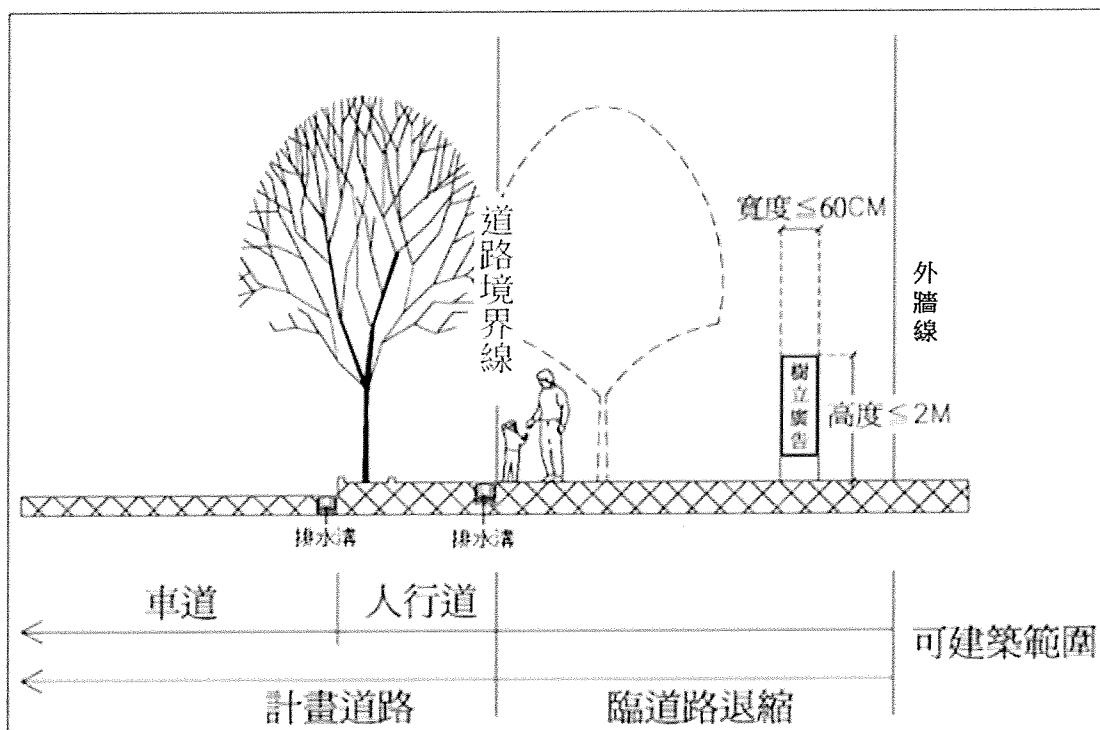 道路境界線
寬度≦60CM
外牆線
樹立廣告
高度≦2M
排水溝
排水溝
車道
人行道
可建築範圍
計畫道路
臨道路退縮